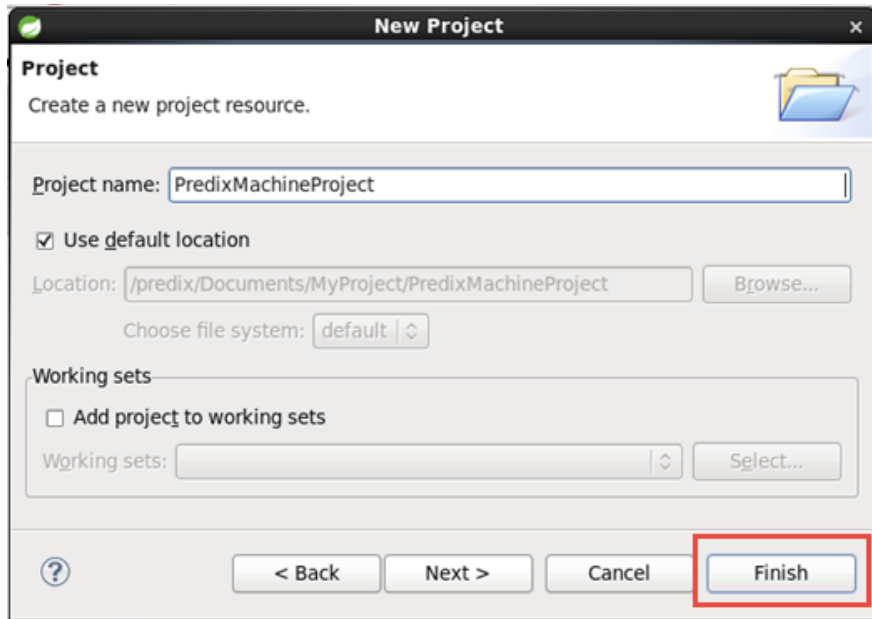 New Project
Project
Create a new project resource.
Project name: PredixMachineProject
Use default location
Location: /predix/Documents/MyProject/PredixMachineProject Browse...
Choose file system: default
Working sets
Add project to working sets
Working sets: Select...
? < Back Next > Cancel Finish